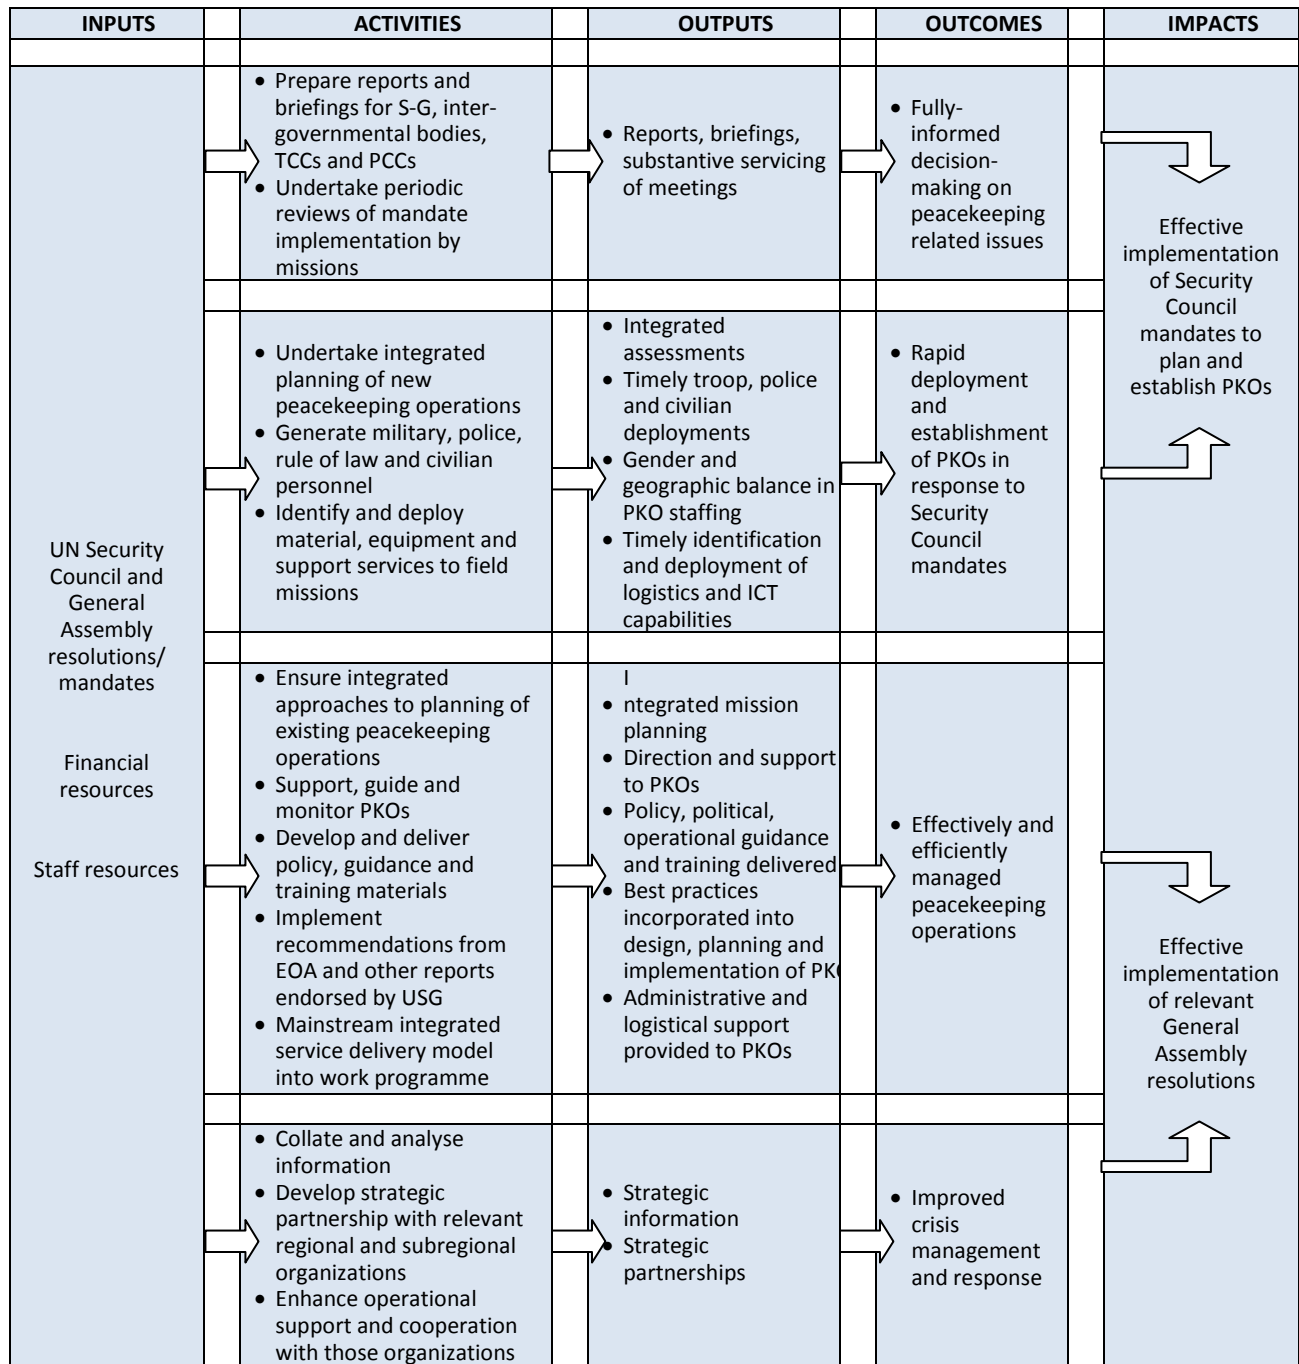 INPUTS
ACTIVITIES
OUTPUTS
OUTCOMES
IMPACTS
UN Security
Council and
General
Assembly
resolutions/
mandates
Financial
resources
Staff resources
• Prepare reports and
briefings for S-G, inter-
governmental bodies,
TCCs and PCCs
• Undertake periodic
reviews of mandate
implementation by
missions
• Reports, briefings,
substantive servicing
of meetings
• Fully-
informed
decision-
making on
peacekeeping
related issues
• Undertake integrated
planning of new
peacekeeping operations
• Generate military, police,
rule of law and civilian
personnel
• Identify and deploy
material, equipment and
support services to field
missions
• Integrated
assessments
• Timely troop, police
and civilian
deployments
• Gender and
geographic balance in
PKO staffing
• Timely identification
and deployment of
logistics and ICT
capabilities
• Rapid
deployment
and
establishment
of PKOs in
response to
Security
Council
mandates
Effective
implementation
of Security
Council
mandates to
plan and
establish PKOs
• Ensure integrated
approaches to planning of
existing peacekeeping
operations
• Support, guide and
monitor PKOs
• Develop and deliver
policy, guidance and
training materials
• Implement
recommendations from
EOA and other reports
endorsed by USG
• Mainstream integrated
service delivery model
into work programme
I
• ntegrated mission
planning
• Direction and support
to PKOs
• Policy, political,
operational guidance
and training delivered
• Best practices
incorporated into
design, planning and
implementation of PK
• Administrative and
logistical support
provided to PKOs
• Effectively and
efficiently
managed
peacekeeping
operations
• Collate and analyse
information
• Develop strategic
partnership with relevant
regional and subregional
organizations
• Enhance operational
support and cooperation
with those organizations
• Strategic
information
• Strategic
partnerships
• Improved
crisis
management
and response
Effective
implementation
of relevant
General
Assembly
resolutions